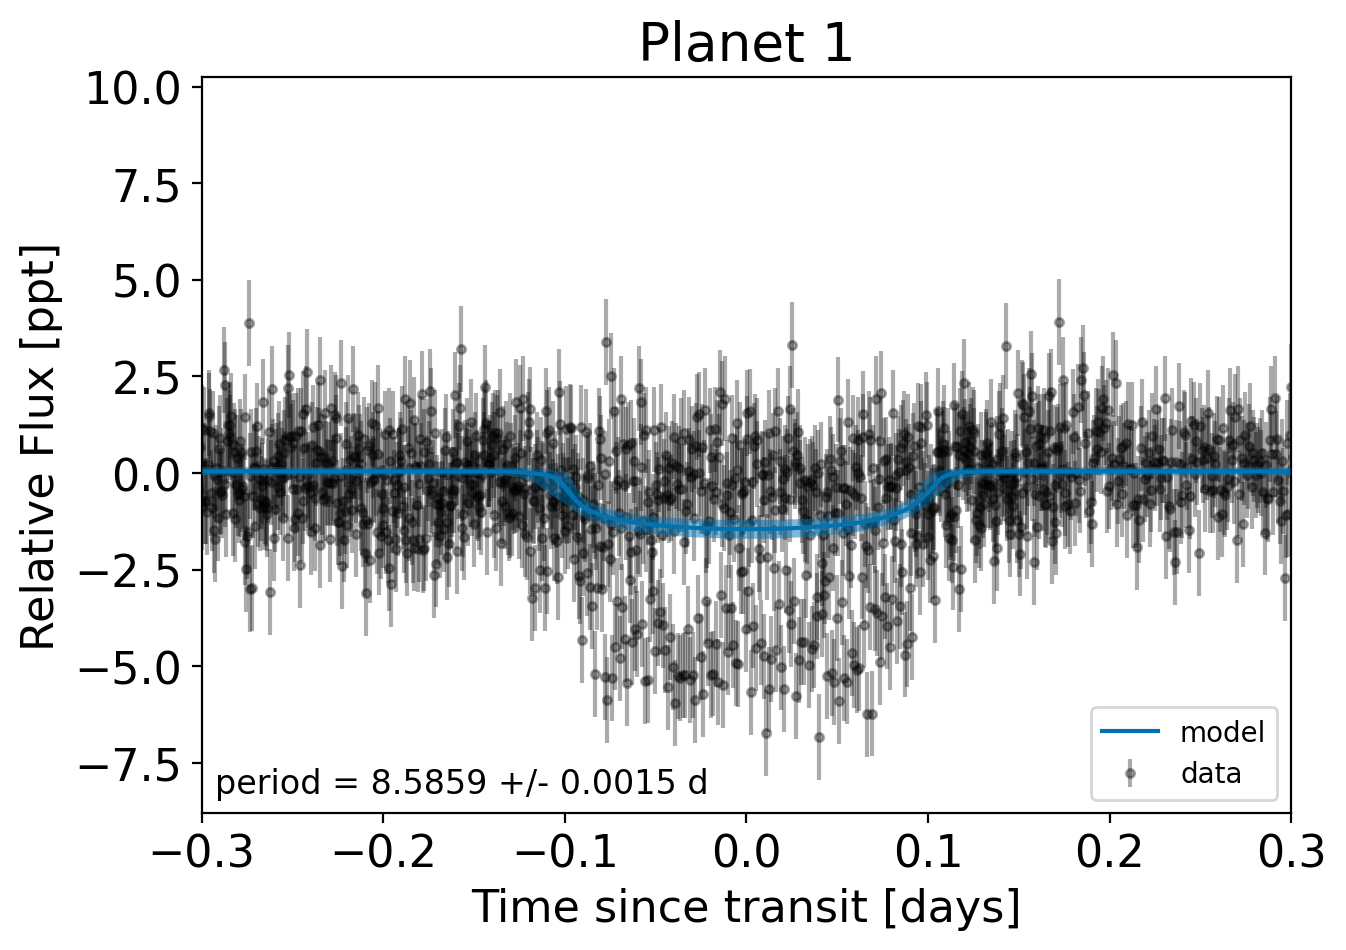 Planet 1
10.0
7.5
5.0
2.5
0.0
−2.5
−5.0
−7.5
Relative Flux [ppt]
period = 8.5859 +/- 0.0015 d
model
data
−0.3 −0.2 −0.1 0.0 0.1 0.2 0.3
Time since transit [days]